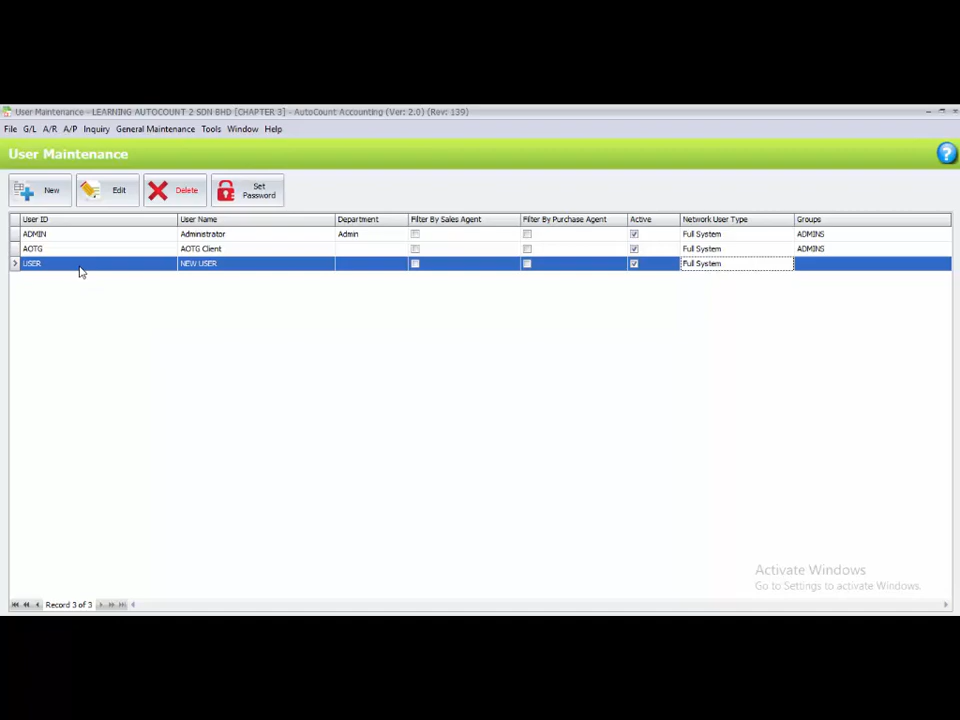 User Maintenance - LEARNING AUTOCOUNT 2 SDN BHD [CHAPTER 3] - AutoCount Accounting (Ver: 2.0) (Rev: 139)
File G/L A/R A/P Inquiry General Maintenance Tools Window Help
User Maintenance ?
New Edit Delete Set Password
User ID User Name Department Filter By Sales Agent Filter By Purchase Agent Active Network User Type Groups
ADMIN Administrator Admin Full System ADMINS
AOTG AOTG Client Full System ADMINS
USER NEW USER Full System
Activate Windows
Go to Settings to activate Windows.
Record 3 of 3